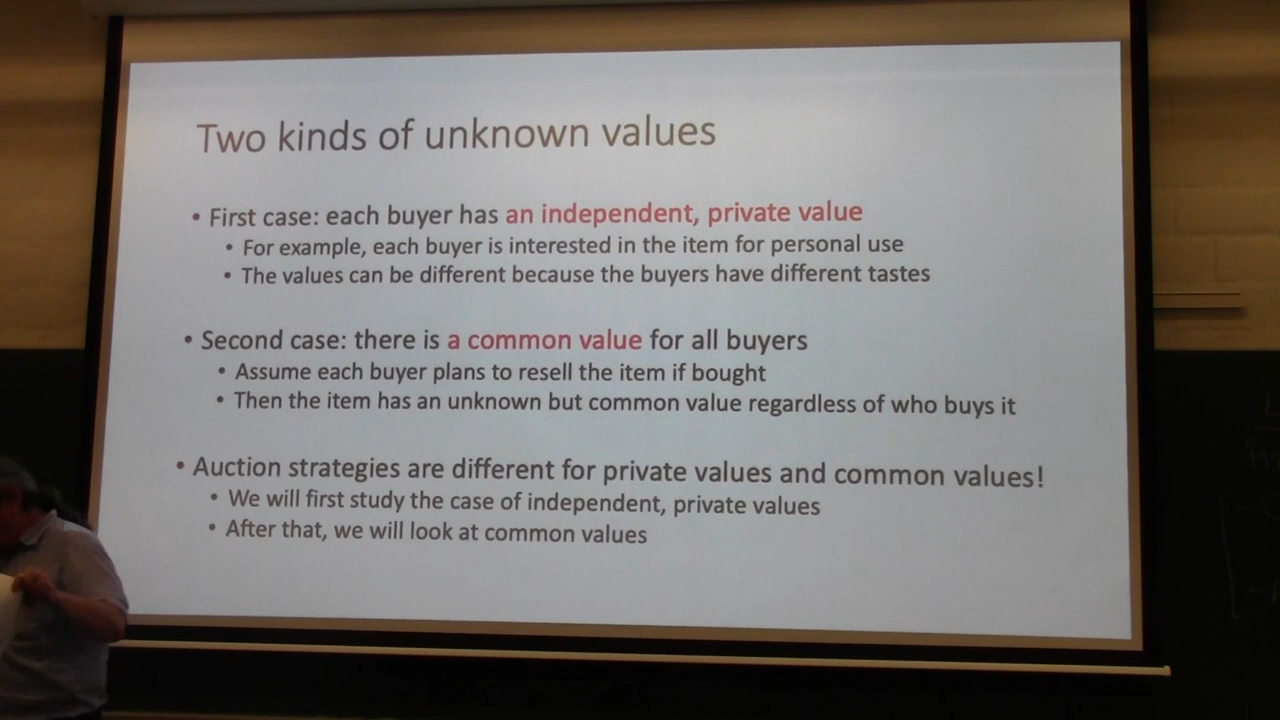 Two kinds of unknown values
• First case: each buyer has an independent, private value
• For example, each buyer is interested in the item for personal use
• The values can be different because the buyers have different tastes
• Second case: there is a common value for all buyers
• Assume each buyer plans to resell the item if bought
• Then the item has an unknown but common value regardless of who buys it
• Auction strategies are different for private values and common values!
• We will first study the case of independent, private values
• After that, we will look at common values